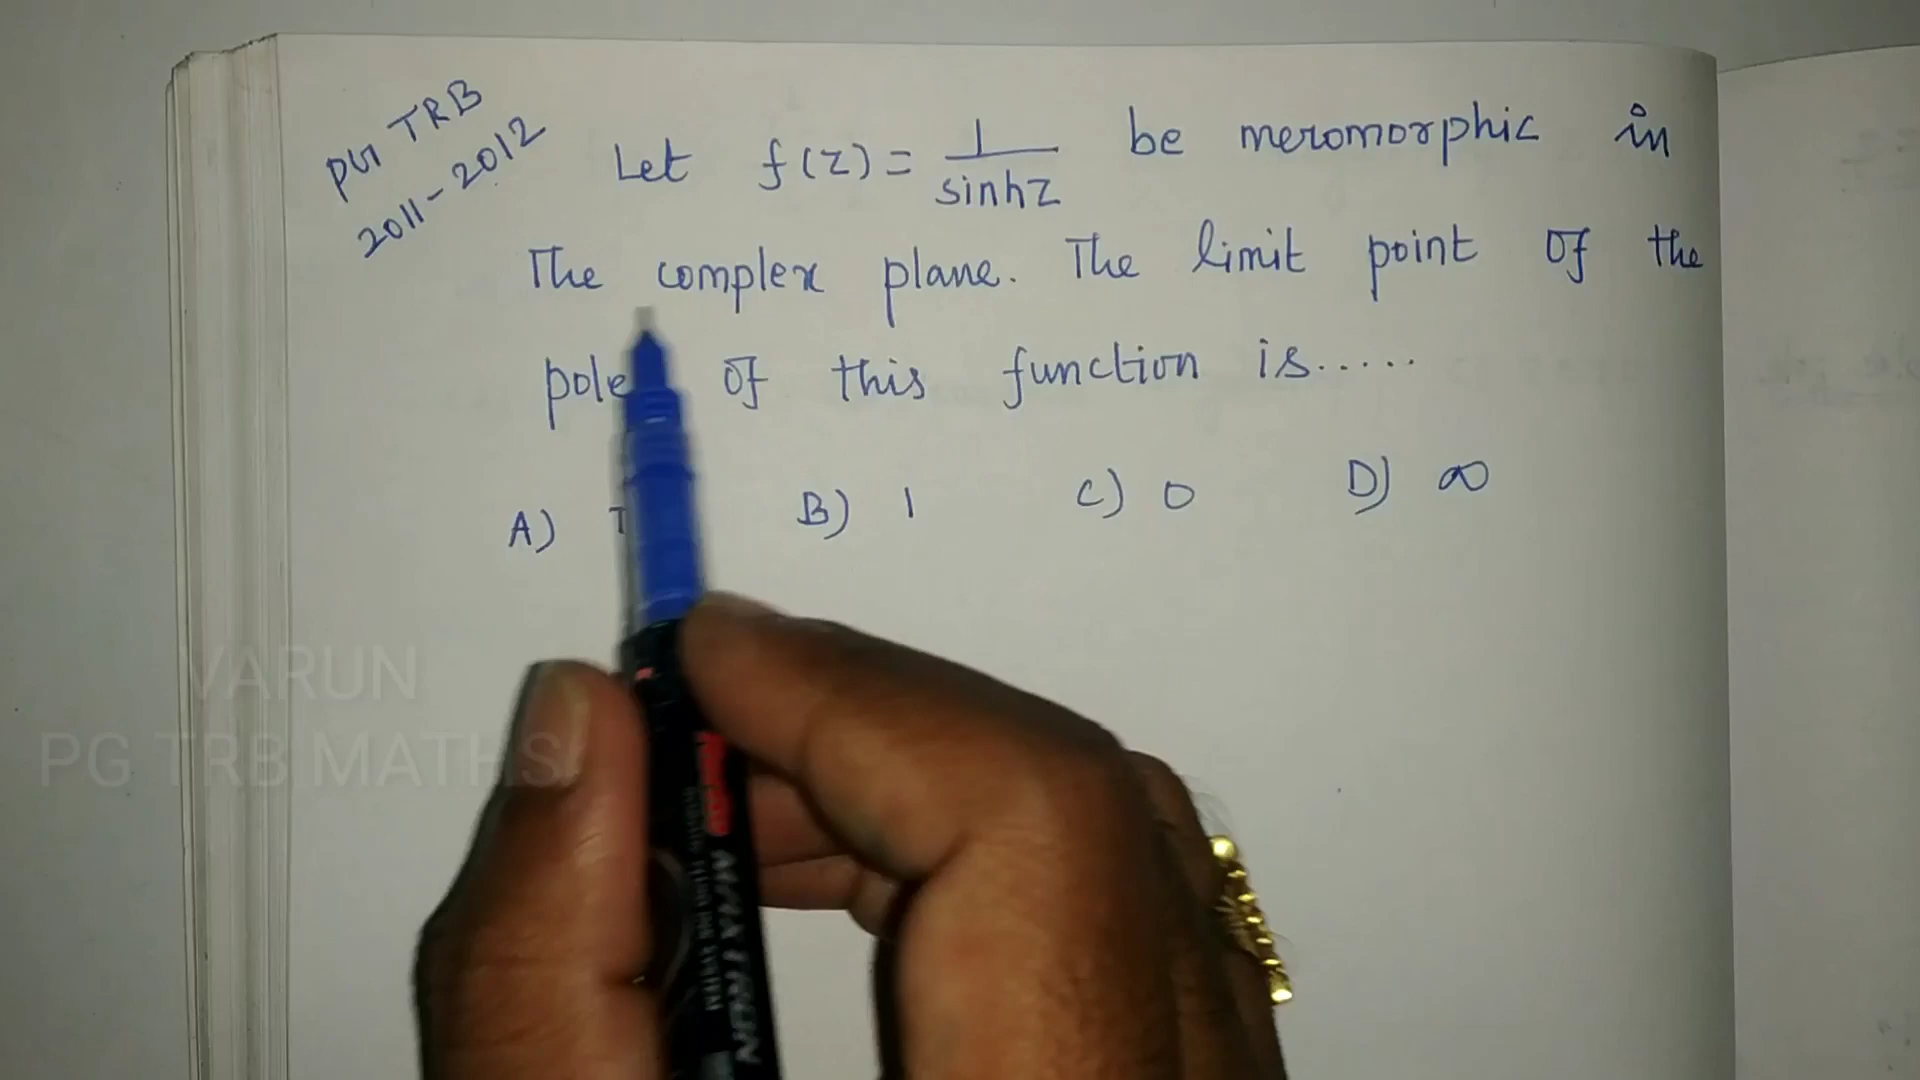 PG TRB
2011-2012
Let f(z) = 1/sinhz be meromorphic in
The complex plane. The limit point of the
pole of this function is.....
A) B) 1 C) 0 D) ∞
VARUN
PG TRB MATHS
MAXTRON